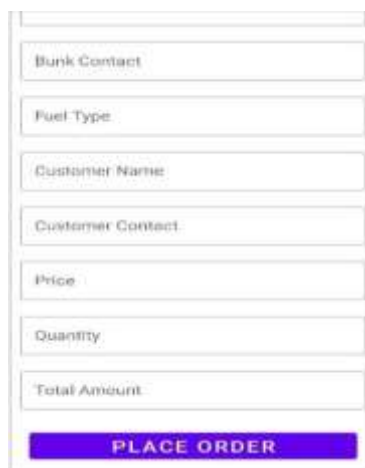 Bunk Contact
Fuel Type
Customer Name
Customer Contact
Price
Quantity
Total Amount
PLACE ORDER